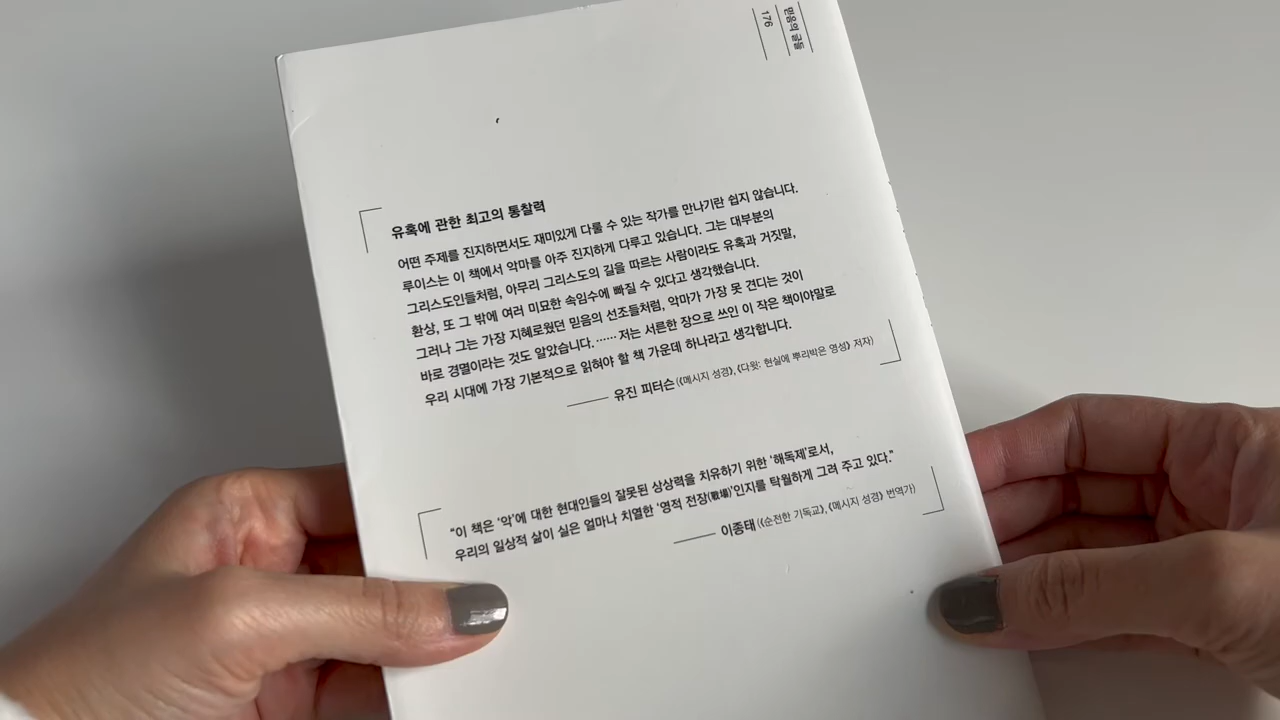 믿음의 글들
176
유혹에 관한 최고의 통찰력
어떤 주제를 진지하면서도 재미있게 다룰 수 있는 작가를 만나기란 쉽지 않습니다.
루이스는 이 책에서 악마를 아주 진지하게 다루고 있습니다. 그는 대부분의
그리스도인들처럼, 아무리 그리스도의 길을 따르는 사람이라도 유혹과 거짓말,
환상, 또 그 밖에 여러 미묘한 속임수에 빠질 수 있다고 생각했습니다.
그러나 그는 가장 지혜로웠던 믿음의 선조들처럼, 악마가 가장 못 견디는 것이
바로 경멸이라는 것도 알았습니다. ⋯⋯ 저는 서른한 장으로 쓰인 이 작은 책이야말로
우리 시대에 가장 기본적으로 읽혀야 할 책 가운데 하나라고 생각합니다.
유진 피터슨(《메시지 성경》, 《다윗: 현실에 뿌리박은 영성》 저자)
“이 책은 ‘악’에 대한 현대인들의 잘못된 상상력을 치유하기 위한 ‘해독제’로서,
우리의 일상적 삶이 실은 얼마나 치열한 ‘영적 전장(戰場)’인지를 탁월하게 그려 주고 있다.”
이종태(《순전한 기독교》, 《메시지 성경》 번역가)